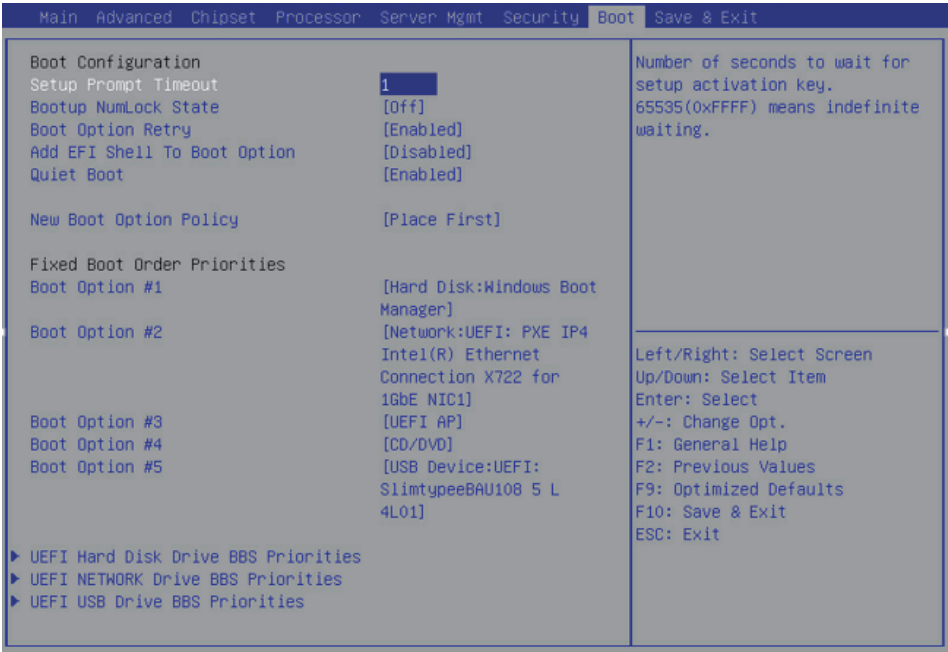 Main Advanced Chipset Processor Server Mgmt Security Boot Save & Exit
Boot Configuration
Setup Prompt Timeout 1
Bootup NumLock State [Off]
Boot Option Retry [Enabled]
Add EFI Shell To Boot Option [Disabled]
Quiet Boot [Enabled]
New Boot Option Policy [Place First]
Fixed Boot Order Priorities
Boot Option #1 [Hard Disk:Windows Boot
Manager]
Boot Option #2 [Network:UEFI: PXE IP4
Intel(R) Ethernet
Connection X722 for
1GbE NIC1]
Boot Option #3 [UEFI AP]
Boot Option #4 [CD/DVD]
Boot Option #5 [USB Device:UEFI:
SlimtypeeBAU108 5 L
4L01]
UEFI Hard Disk Drive BBS Priorities
UEFI NETWORK Drive BBS Priorities
UEFI USB Drive BBS Priorities
Number of seconds to wait for
setup activation key.
65535(0xFFFF) means indefinite
waiting.
Left/Right: Select Screen
Up/Down: Select Item
Enter: Select
+/-: Change Opt.
F1: General Help
F2: Previous Values
F9: Optimized Defaults
F10: Save & Exit
ESC: Exit